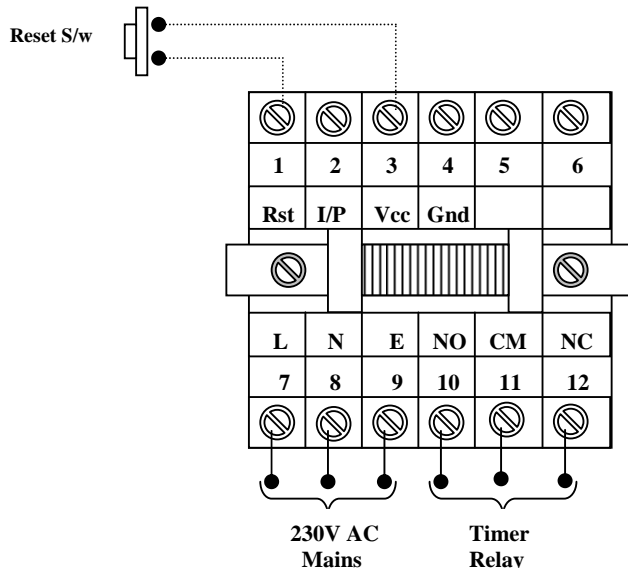 Reset S/w
1 2 3 4 5 6
Rst I/P Vcc Gnd
L N E NO CM NC
7 8 9 10 11 12
230V AC Timer
Mains Relay